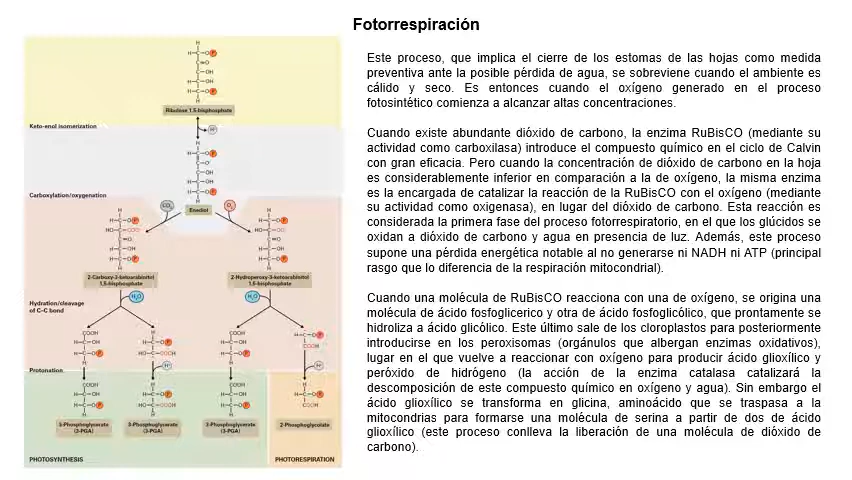 Fotorrespiración
Este proceso, que implica el cierre de los estomas de las hojas como medida
preventiva ante la posible pérdida de agua, se sobreviene cuando el ambiente es
cálido y seco. Es entonces cuando el oxígeno generado en el proceso
fotosintético comienza a alcanzar altas concentraciones.
Cuando existe abundante dióxido de carbono, la enzima RuBisCO (mediante su
actividad como carboxilasa) introduce el compuesto químico en el ciclo de Calvin
con gran eficacia. Pero cuando la concentración de dióxido de carbono en la hoja
es considerablemente inferior en comparación a la de oxígeno, la misma enzima
es la encargada de catalizar la reacción de la RuBisCO con el oxígeno (mediante
su actividad como oxigenasa), en lugar del dióxido de carbono. Esta reacción es
considerada la primera fase del proceso fotorrespiratorio, en el que los glúcidos se
oxidan a dióxido de carbono y agua en presencia de luz. Además, este proceso
supone una pérdida energética notable al no generarse ni NADH ni ATP (principal
rasgo que lo diferencia de la respiración mitocondrial).
Cuando una molécula de RuBisCO reacciona con una de oxígeno, se origina una
molécula de ácido fosfoglicerico y otra de ácido fosfoglicólico, que prontamente se
hidroliza a ácido glicólico. Este último sale de los cloroplastos para posteriormente
introducirse en los peroxisomas (orgánulos que albergan enzimas oxidativos),
lugar en el que vuelve a reaccionar con oxígeno para producir ácido glioxílico y
peróxido de hidrógeno (la acción de la enzima catalasa catalizará la
descomposición de este compuesto químico en oxígeno y agua). Sin embargo el
ácido glioxílico se transforma en glicina, aminoácido que se traspasa a la
mitocondrias para formarse una molécula de serina a partir de dos de ácido
glioxílico (este proceso conlleva la liberación de una molécula de dióxido de
carbono).
Ribulose 1,5-bisphosphate
Keto-enol isomerization
H+
Carboxylation/oxygenation
CO2
Enediol
O2
2-Carboxy-3-ketoarabinitol
1,5-bisphosphate
2-Hydroperoxy-3-ketoarabinitol
1,5-bisphosphate
Hydration/cleavage
of C–C bond
H2O
H2O
Protonation
H+
H+
3-Phosphoglycerate
(3-PGA)
3-Phosphoglycerate
(3-PGA)
3-Phosphoglycerate
(3-PGA)
2-Phosphoglycolate
PHOTOSYNTHESIS
PHOTORESPIRATION